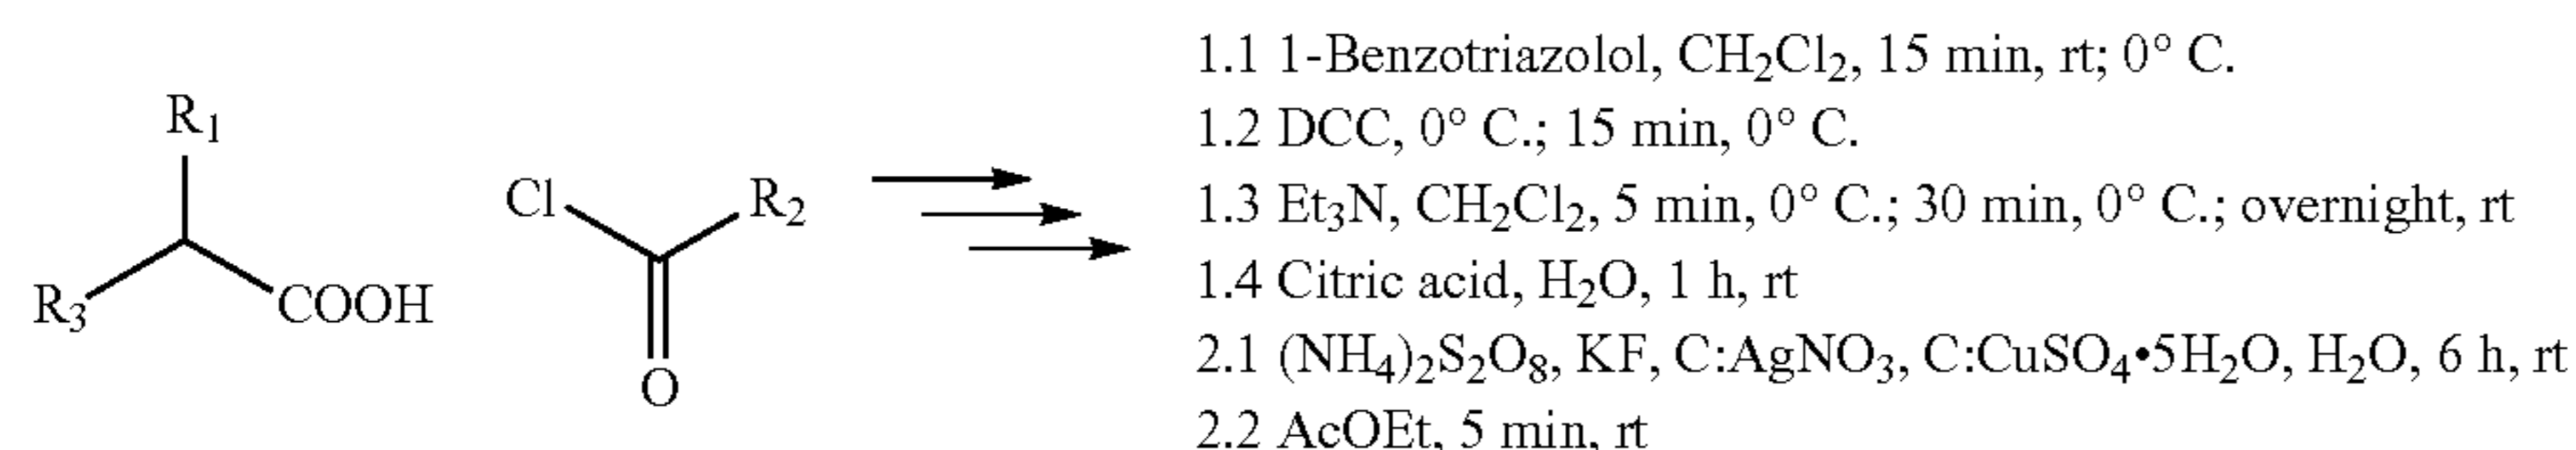 R₁
R₃
COOH
Cl
R₂
O
1.1 1-Benzotriazolol, CH₂Cl₂, 15 min, rt; 0° C.
1.2 DCC, 0° C.; 15 min, 0° C.
1.3 Et₃N, CH₂Cl₂, 5 min, 0° C.; 30 min, 0° C.; overnight, rt
1.4 Citric acid, H₂O, 1 h, rt
2.1 (NH₄)₂S₂O₈, KF, C:AgNO₃, C:CuSO₄•5H₂O, H₂O, 6 h, rt
2.2 AcOEt, 5 min, rt